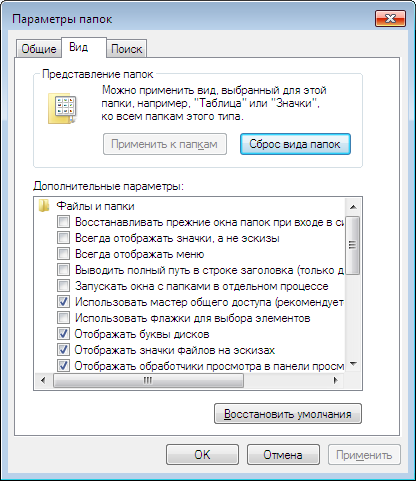 Параметры папок
Общие Вид Поиск
Представление папок
Можно применить вид, выбранный для этой
папки, например, "Таблица" или "Значки",
ко всем папкам этого типа.
Применить к папкам Сброс вида папок
Дополнительные параметры:
Файлы и папки
Восстанавливать прежние окна папок при входе в си
Всегда отображать значки, а не эскизы
Всегда отображать меню
Выводить полный путь в строке заголовка (только д
Запускать окна с папками в отдельном процессе
Использовать мастер общего доступа (рекомендует
Использовать флажки для выбора элементов
Отображать буквы дисков
Отображать значки файлов на эскизах
Отображать обработчики просмотра в панели просм
Восстановить умолчания
OK Отмена Применить